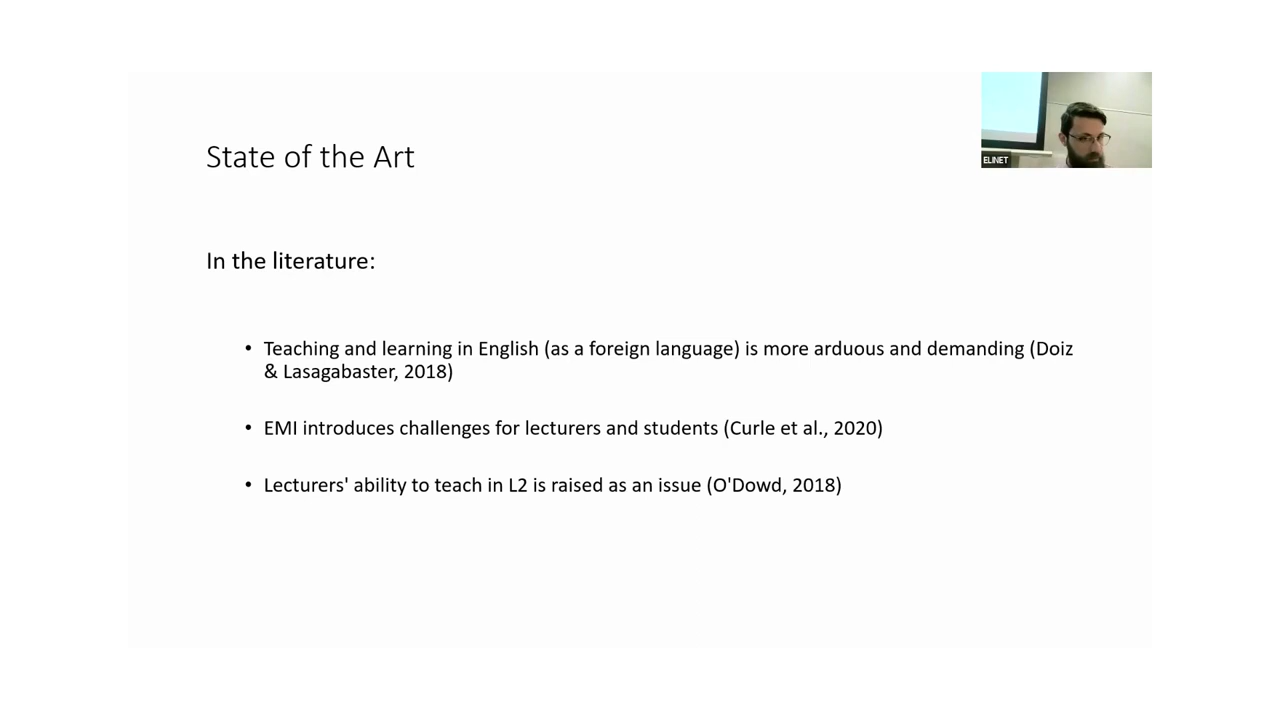 State of the Art
ELINET
In the literature:
• Teaching and learning in English (as a foreign language) is more arduous and demanding (Doiz
& Lasagabaster, 2018)
• EMI introduces challenges for lecturers and students (Curle et al., 2020)
• Lecturers' ability to teach in L2 is raised as an issue (O'Dowd, 2018)